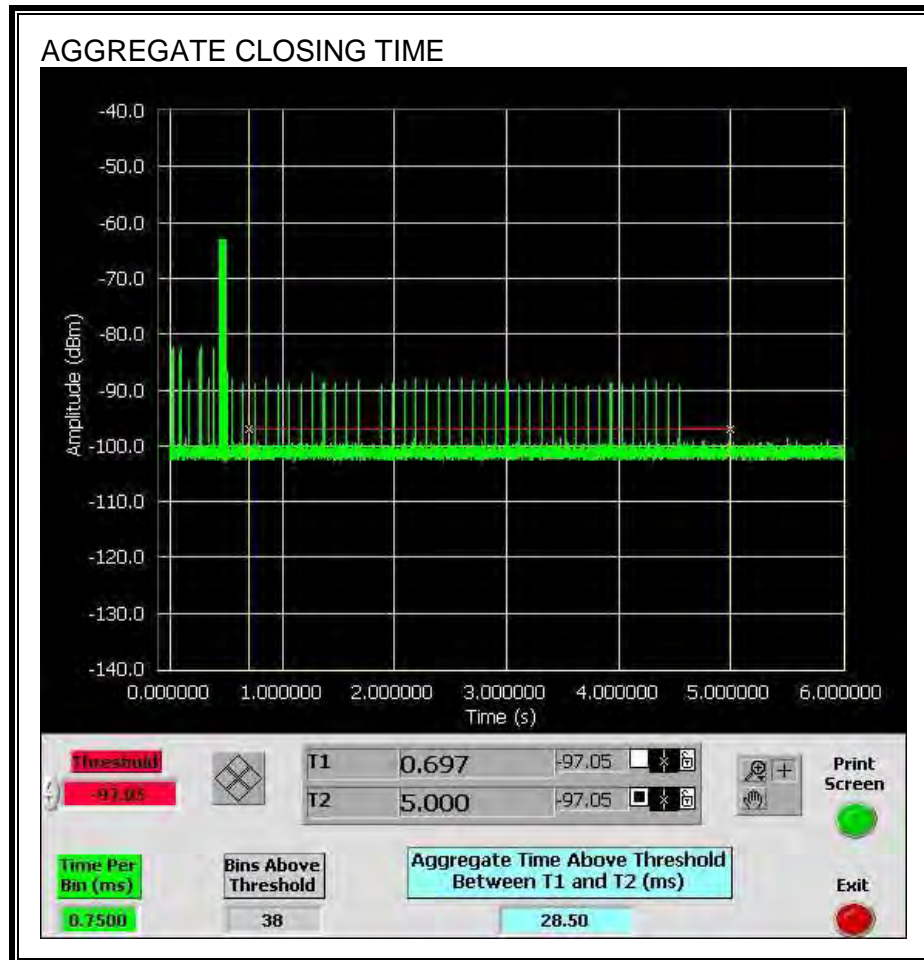 AGGREGATE CLOSING TIME
-40.0
-50.0
-60.0
-70.0
-80.0
-90.0
-100.0
-110.0
-120.0
-130.0
-140.0
Amplitude (dBm)
0.000000 1.000000 2.000000 3.000000 4.000000 5.000000 6.000000
Time (s)
Threshold
-97.05
T1 0.697 -97.05
T2 5.000 -97.05
Print
Screen
Time Per
Bin (ms)
0.7500
Bins Above
Threshold
38
Aggregate Time Above Threshold
Between T1 and T2 (ms)
28.50
Exit